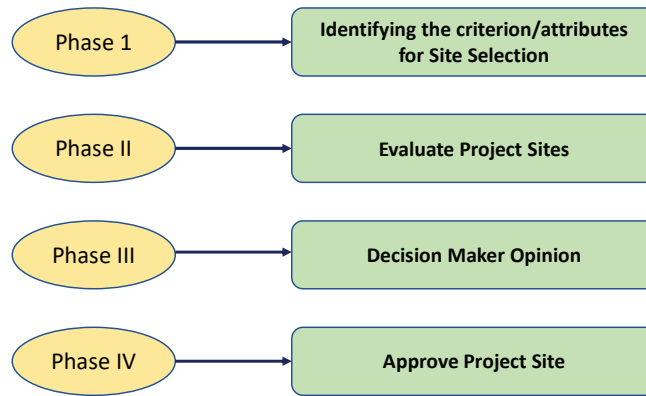 Phase 1
Identifying the criterion/attributes
for Site Selection
Phase II
Evaluate Project Sites
Phase III
Decision Maker Opinion
Phase IV
Approve Project Site